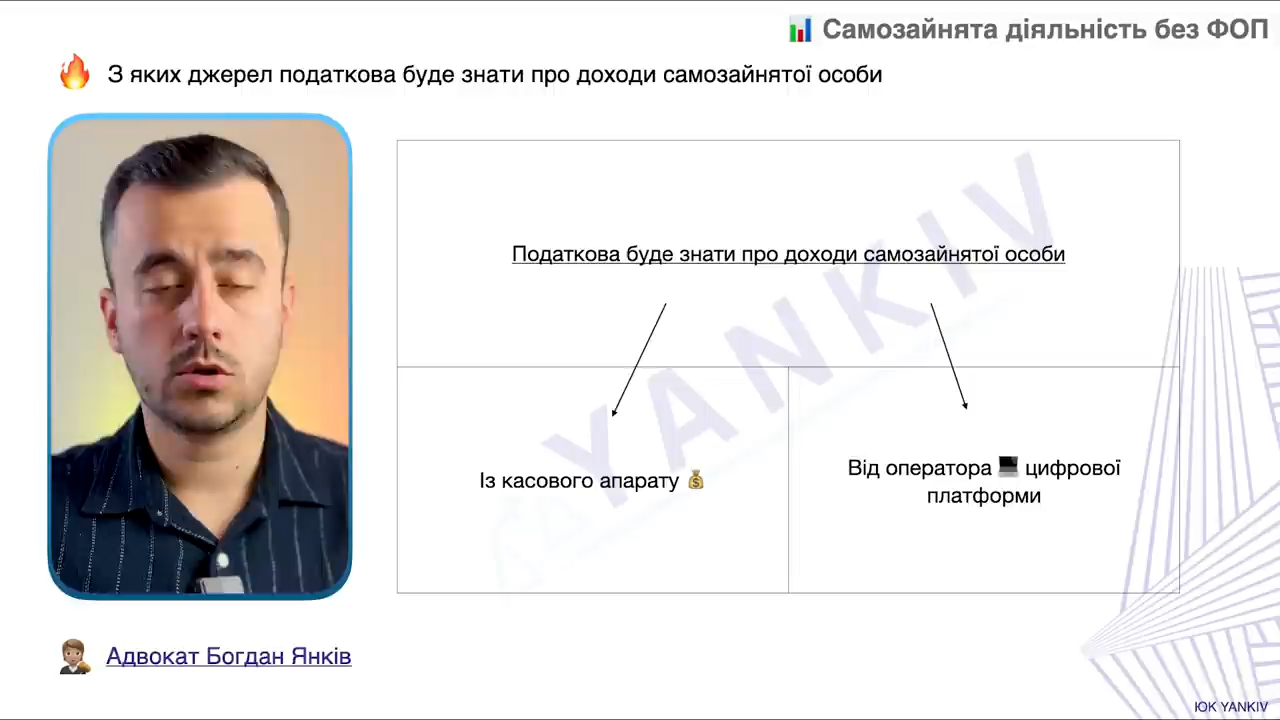 📊 Самозайнята діяльність без ФОП
🔥 З яких джерел податкова буде знати про доходи самозайнятої особи
Податкова буде знати про доходи самозайнятої особи
Із касового апарату 💰
Від оператора 💻 цифрової
платформи
YANKIV
Адвокат Богдан Янків
ЮК YANKIV